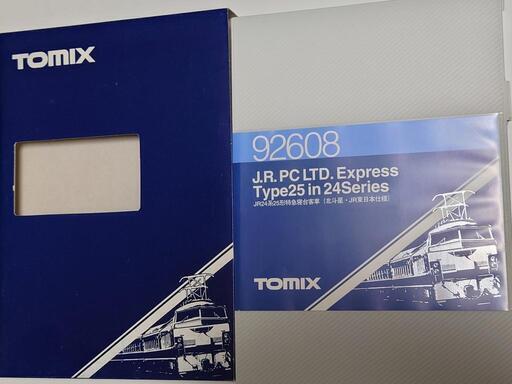 TOMIX
92608
J.R. PC LTD. Express
Type25 in 24Series
JR24系25形特急寝台客車(北斗星・JR東日本仕様)
TOMIX